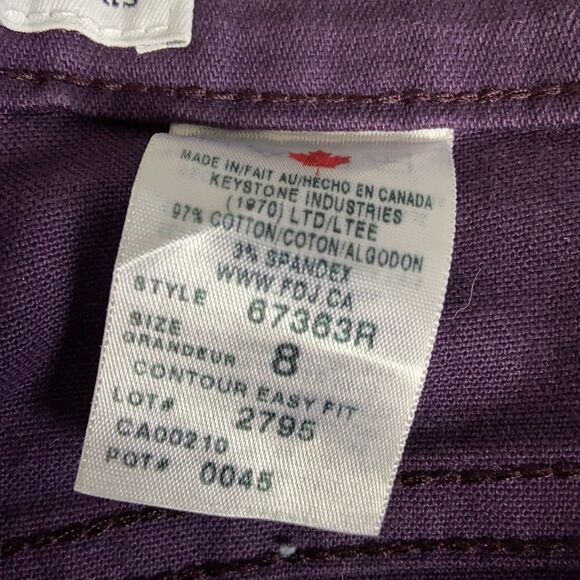 MADE IN/FAIT AU/HECHO EN CANADA
KEYSTONE INDUSTRIES
(1970) LTD/LTEE
97% COTTON/COTON/ALGODON
3% SPANDEX
WWW.FDJ.CA
STYLE 67363R
SIZE
GRANDEUR 8
CONTOUR EASY FIT
LOT# 2795
CA00210
PQT# 0045